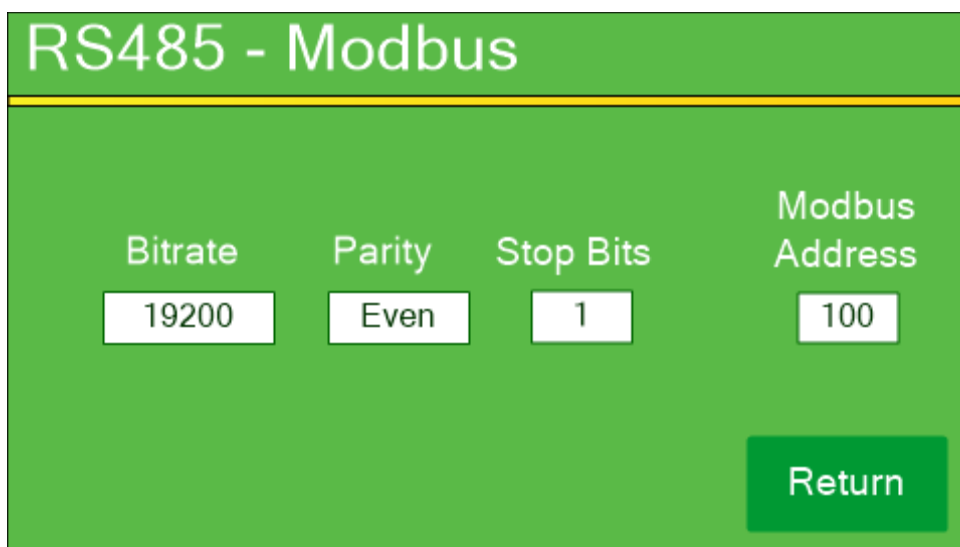 RS485 - Modbus
Bitrate
Parity
Stop Bits
Modbus
Address
19200
Even
1
100
Return